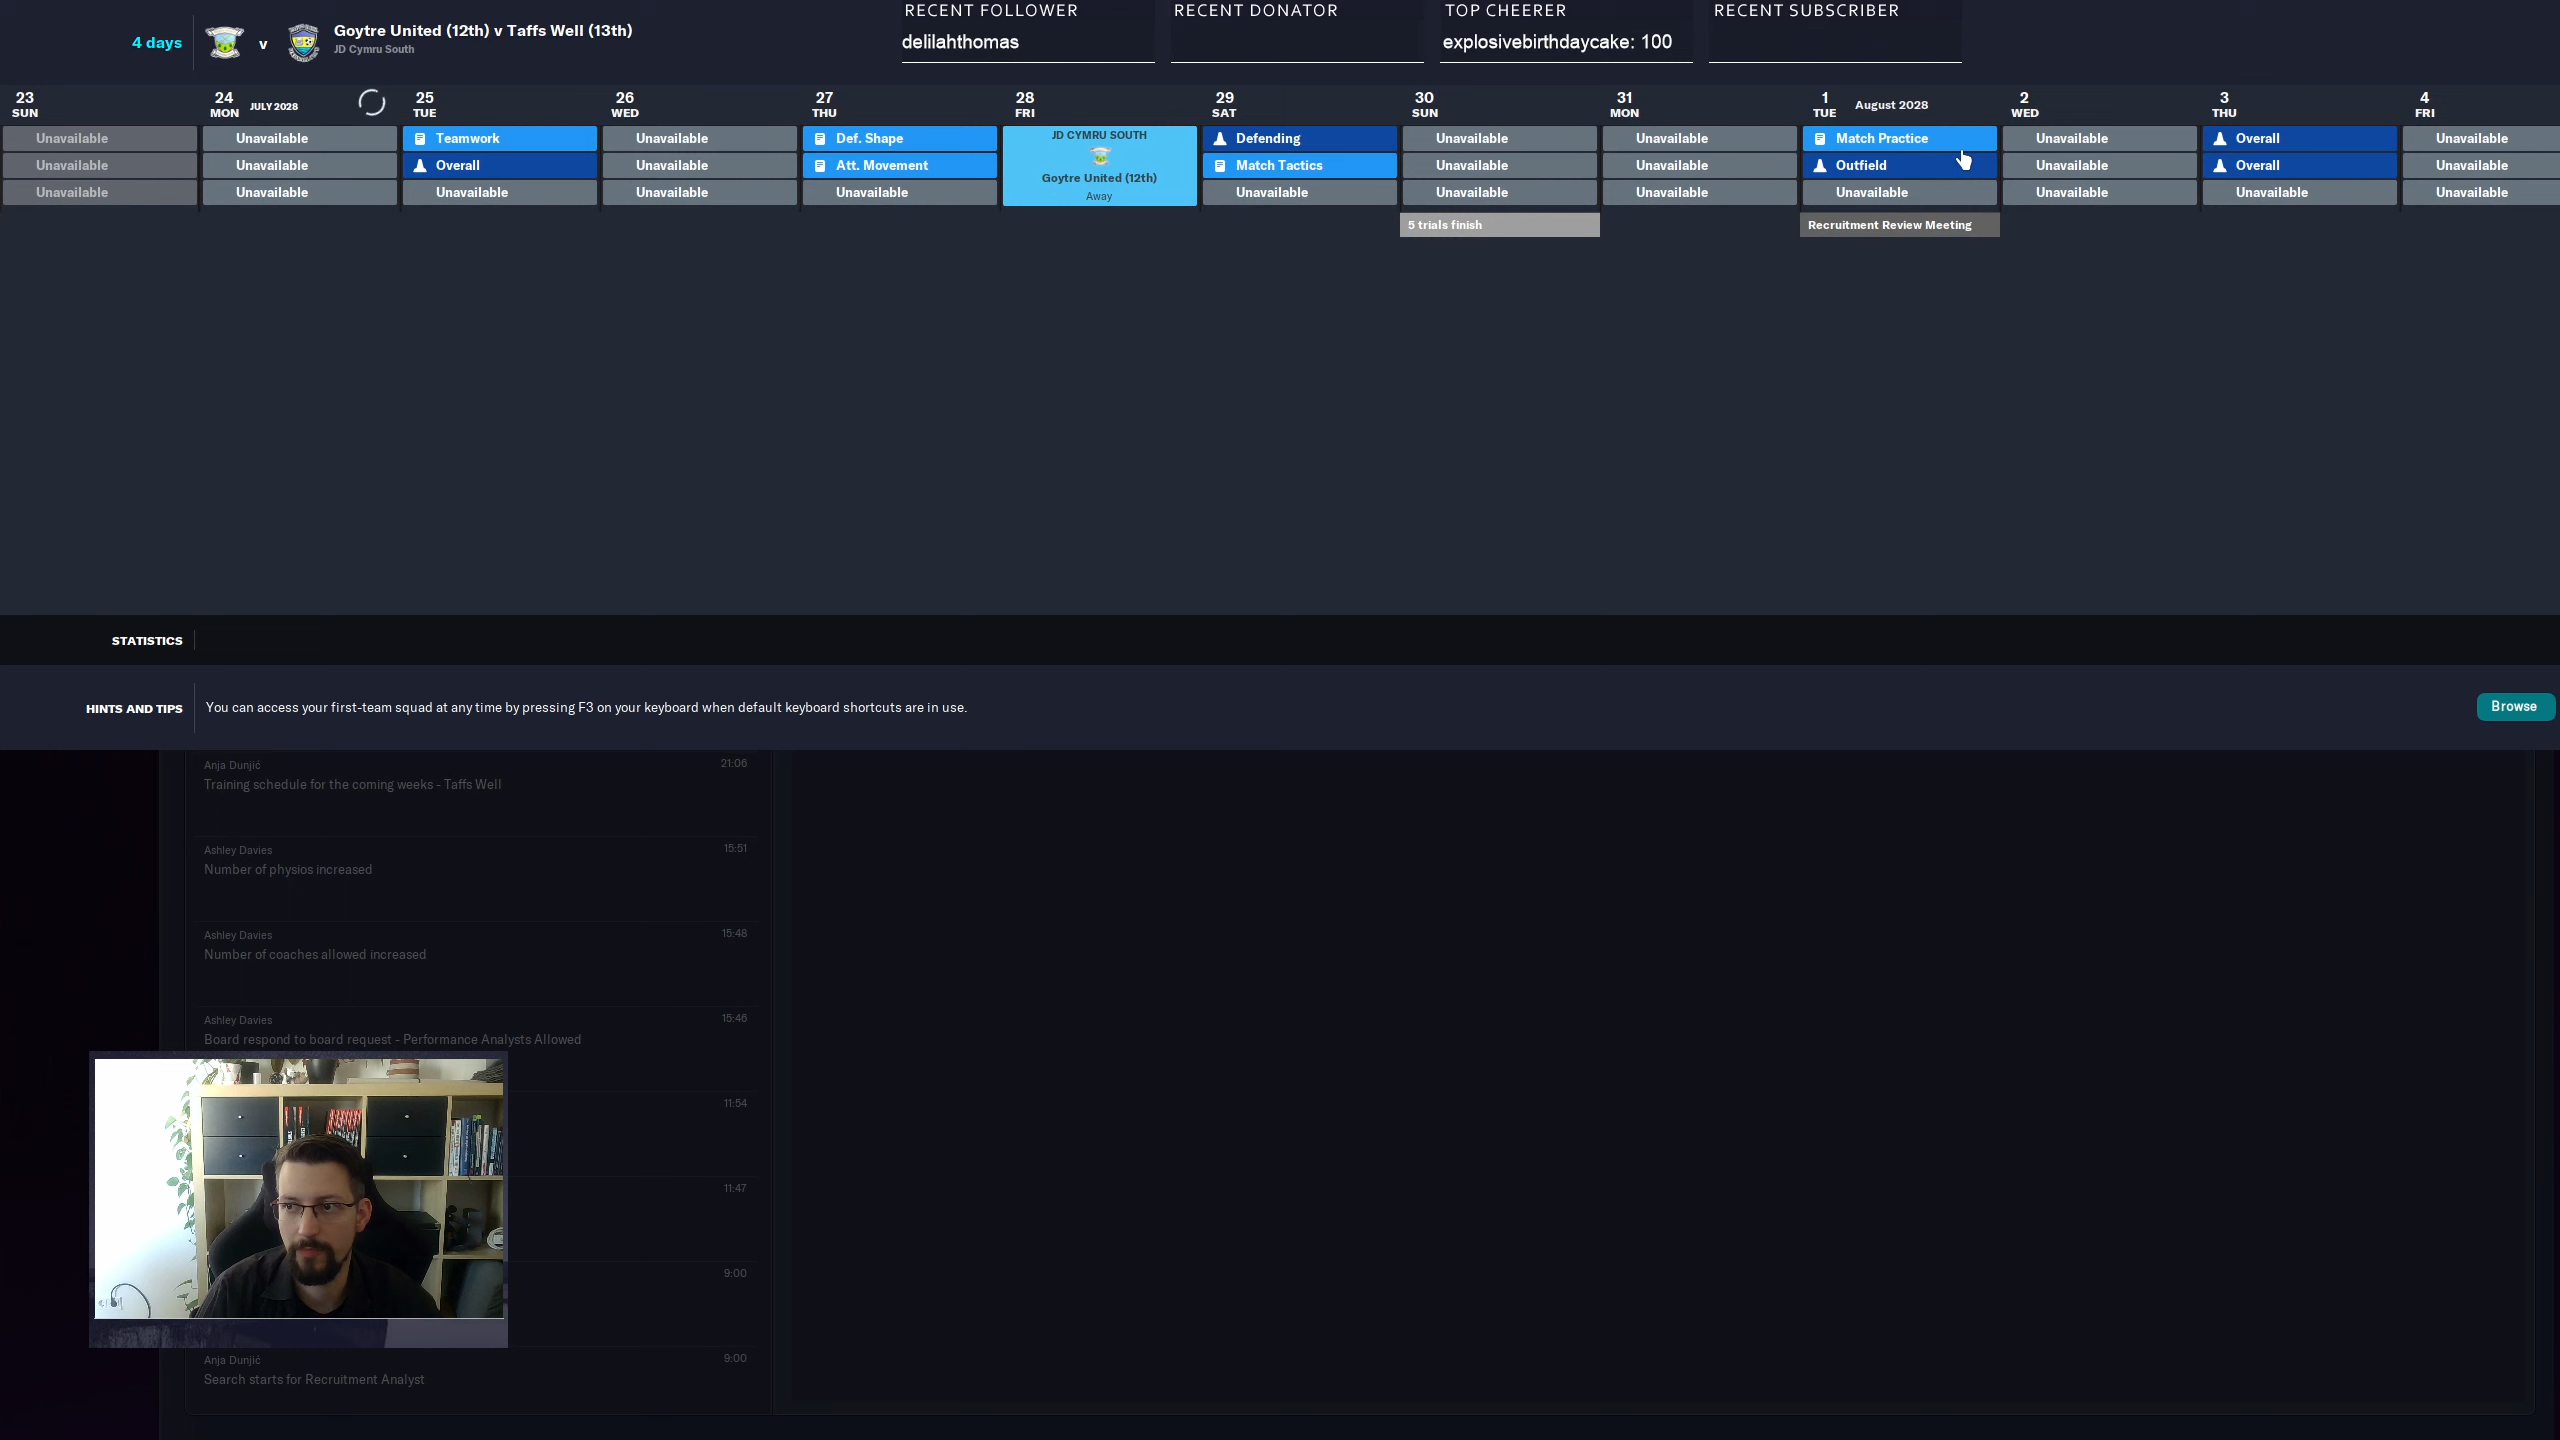 RECENT FOLLOWER
RECENT DONATOR
TOP CHEERER
RECENT SUBSCRIBER
4 days
v
Goytre United (12th) v Taffs Well (13th)
JD Cymru South
delilahthomas
explosivebirthdaycake: 100
23 SUN
24 MON JULY 2028
25 TUE
26 WED
27 THU
28 FRI
29 SAT
30 SUN
31 MON
1 TUE August 2028
2 WED
3 THU
4 FRI
Unavailable
Unavailable
Teamwork
Unavailable
Def. Shape
JD CYMRU SOUTH
Defending
Unavailable
Unavailable
Match Practice
Unavailable
Overall
Unavailable
Unavailable
Unavailable
Overall
Unavailable
Att. Movement
Goytre United (12th)
Match Tactics
Unavailable
Unavailable
Outfield
Unavailable
Overall
Unavailable
Unavailable
Unavailable
Unavailable
Unavailable
Unavailable
Away
Unavailable
Unavailable
Unavailable
Unavailable
Unavailable
Unavailable
Unavailable
5 trials finish
Recruitment Review Meeting
STATISTICS
HINTS AND TIPS
You can access your first-team squad at any time by pressing F3 on your keyboard when default keyboard shortcuts are in use.
Browse
Anja Dunjić 21:06
Training schedule for the coming weeks - Taffs Well
Ashley Davies 15:51
Number of physios increased
Ashley Davies 15:48
Number of coaches allowed increased
Ashley Davies 15:46
Board respond to board request - Performance Analysts Allowed
11:54
11:47
9:00
Anja Dunjić 9:00
Search starts for Recruitment Analyst